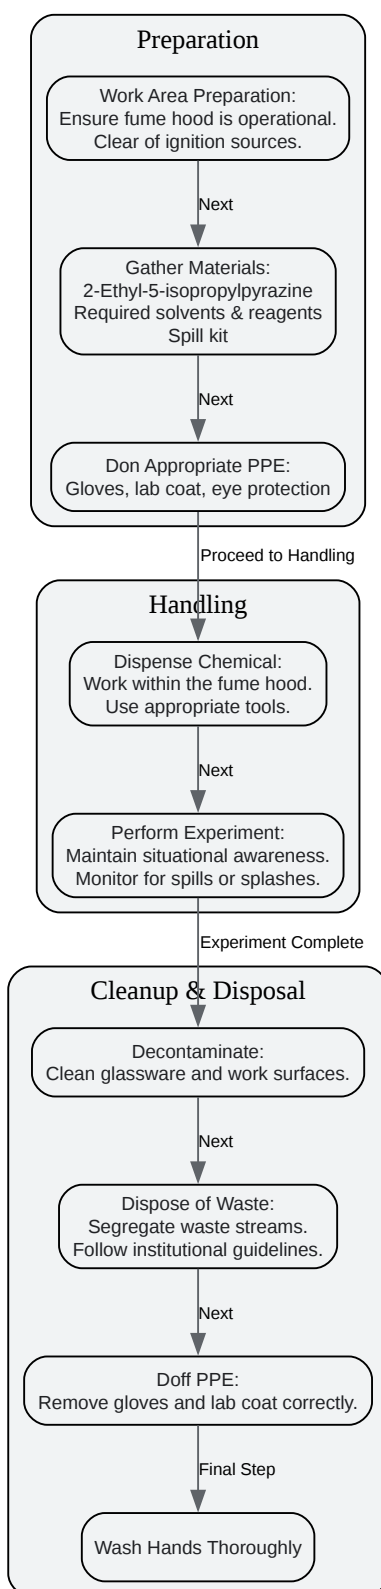 Preparation
Work Area Preparation:
Ensure fume hood is operational.
Clear of ignition sources.
Next
Gather Materials:
2-Ethyl-5-isopropylpyrazine
Required solvents & reagents
Spill kit
Next
Don Appropriate PPE:
Gloves, lab coat, eye protection
Proceed to Handling
Handling
Dispense Chemical:
Work within the fume hood.
Use appropriate tools.
Next
Perform Experiment:
Maintain situational awareness.
Monitor for spills or splashes.
Experiment Complete
Cleanup & Disposal
Decontaminate:
Clean glassware and work surfaces.
Next
Dispose of Waste:
Segregate waste streams.
Follow institutional guidelines.
Next
Doff PPE:
Remove gloves and lab coat correctly.
Final Step
Wash Hands Thoroughly